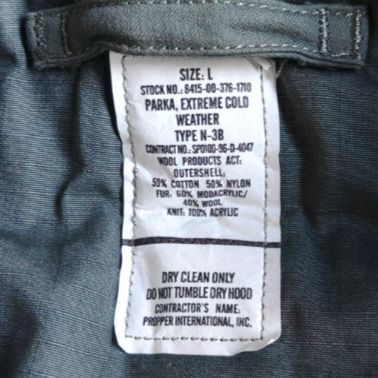 SIZE: L
STOCK NO.: 8415-00-376-1710
PARKA, EXTREME COLD
WEATHER
TYPE N-3B
CONTRACT NO.: SPO100-96-D-4047
WOOL PRODUCTS ACT:
OUTERSHELL:
50% COTTON 50% NYLON
FUR: 60% MODACRYLIC/
40% WOOL
KNIT: 100% ACRYLIC
DRY CLEAN ONLY
DO NOT TUMBLE DRY HOOD
CONTRACTOR'S NAME:
PROPPER INTERNATIONAL, INC.